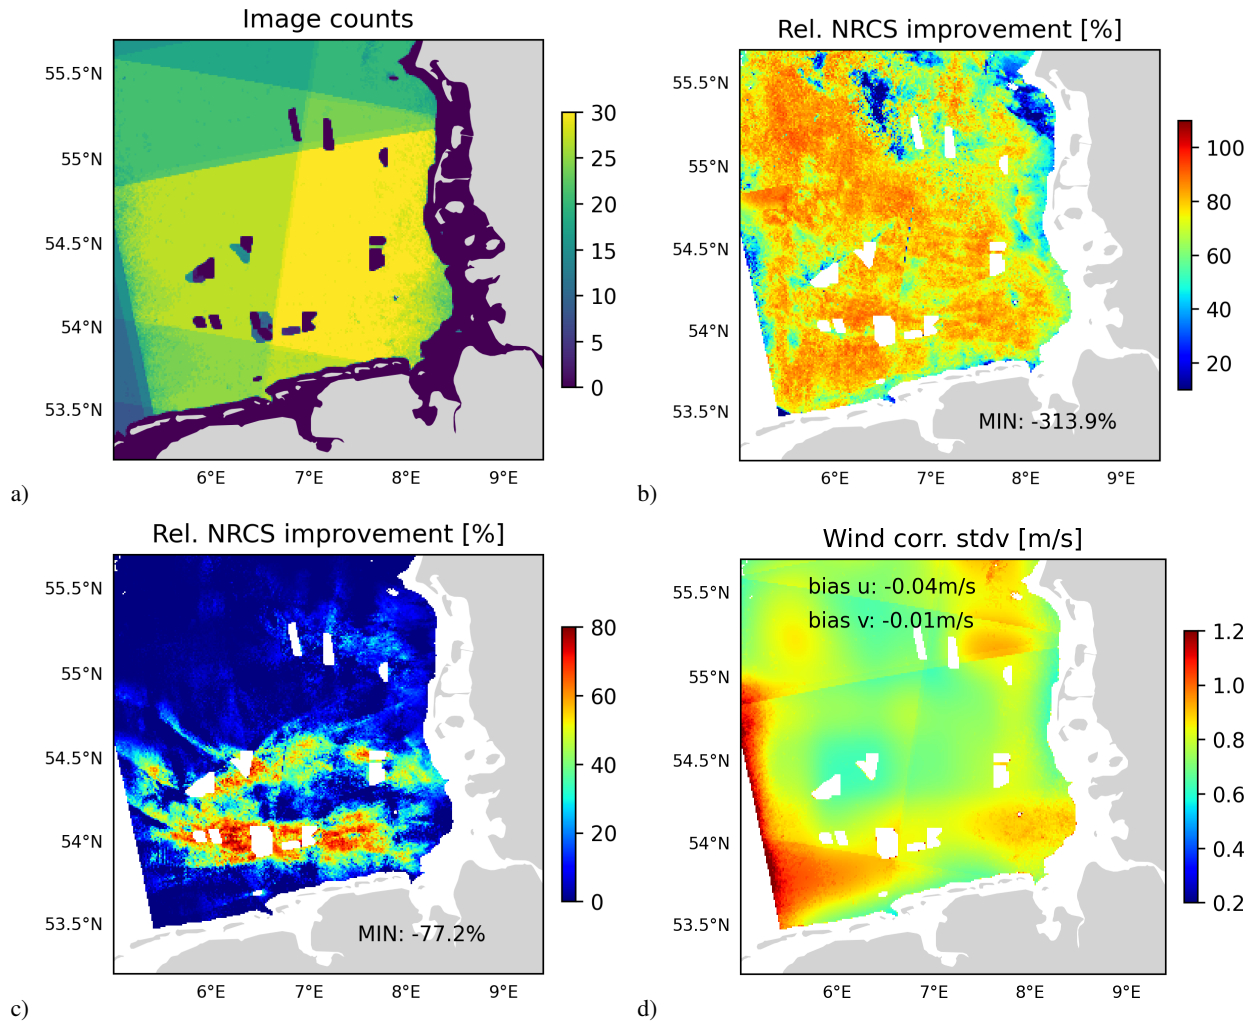 Image counts
55.5°N
55°N
54.5°N
54°N
53.5°N
6°E 7°E 8°E 9°E
30
25
20
15
10
5
0
a)
Rel. NRCS improvement [%]
55.5°N
55°N
54.5°N
54°N
53.5°N
MIN: -313.9%
6°E 7°E 8°E 9°E
100
80
60
40
20
b)
Rel. NRCS improvement [%]
55.5°N
55°N
54.5°N
54°N
53.5°N
MIN: -77.2%
6°E 7°E 8°E 9°E
80
60
40
20
0
c)
Wind corr. stdv [m/s]
bias u: -0.04m/s
bias v: -0.01m/s
55.5°N
55°N
54.5°N
54°N
53.5°N
6°E 7°E 8°E 9°E
1.2
1.0
0.8
0.6
0.4
0.2
d)